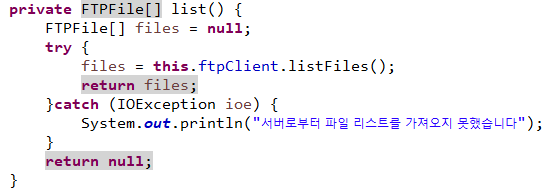 private FTPFile[] list() {
    FTPFile[] files = null;
    try {
        files = this.ftpClient.listFiles();
        return files;
    }catch (IOException ioe) {
        System.out.println("서버로부터 파일 리스트를 가져오지 못했습니다");
    }
    return null;
}